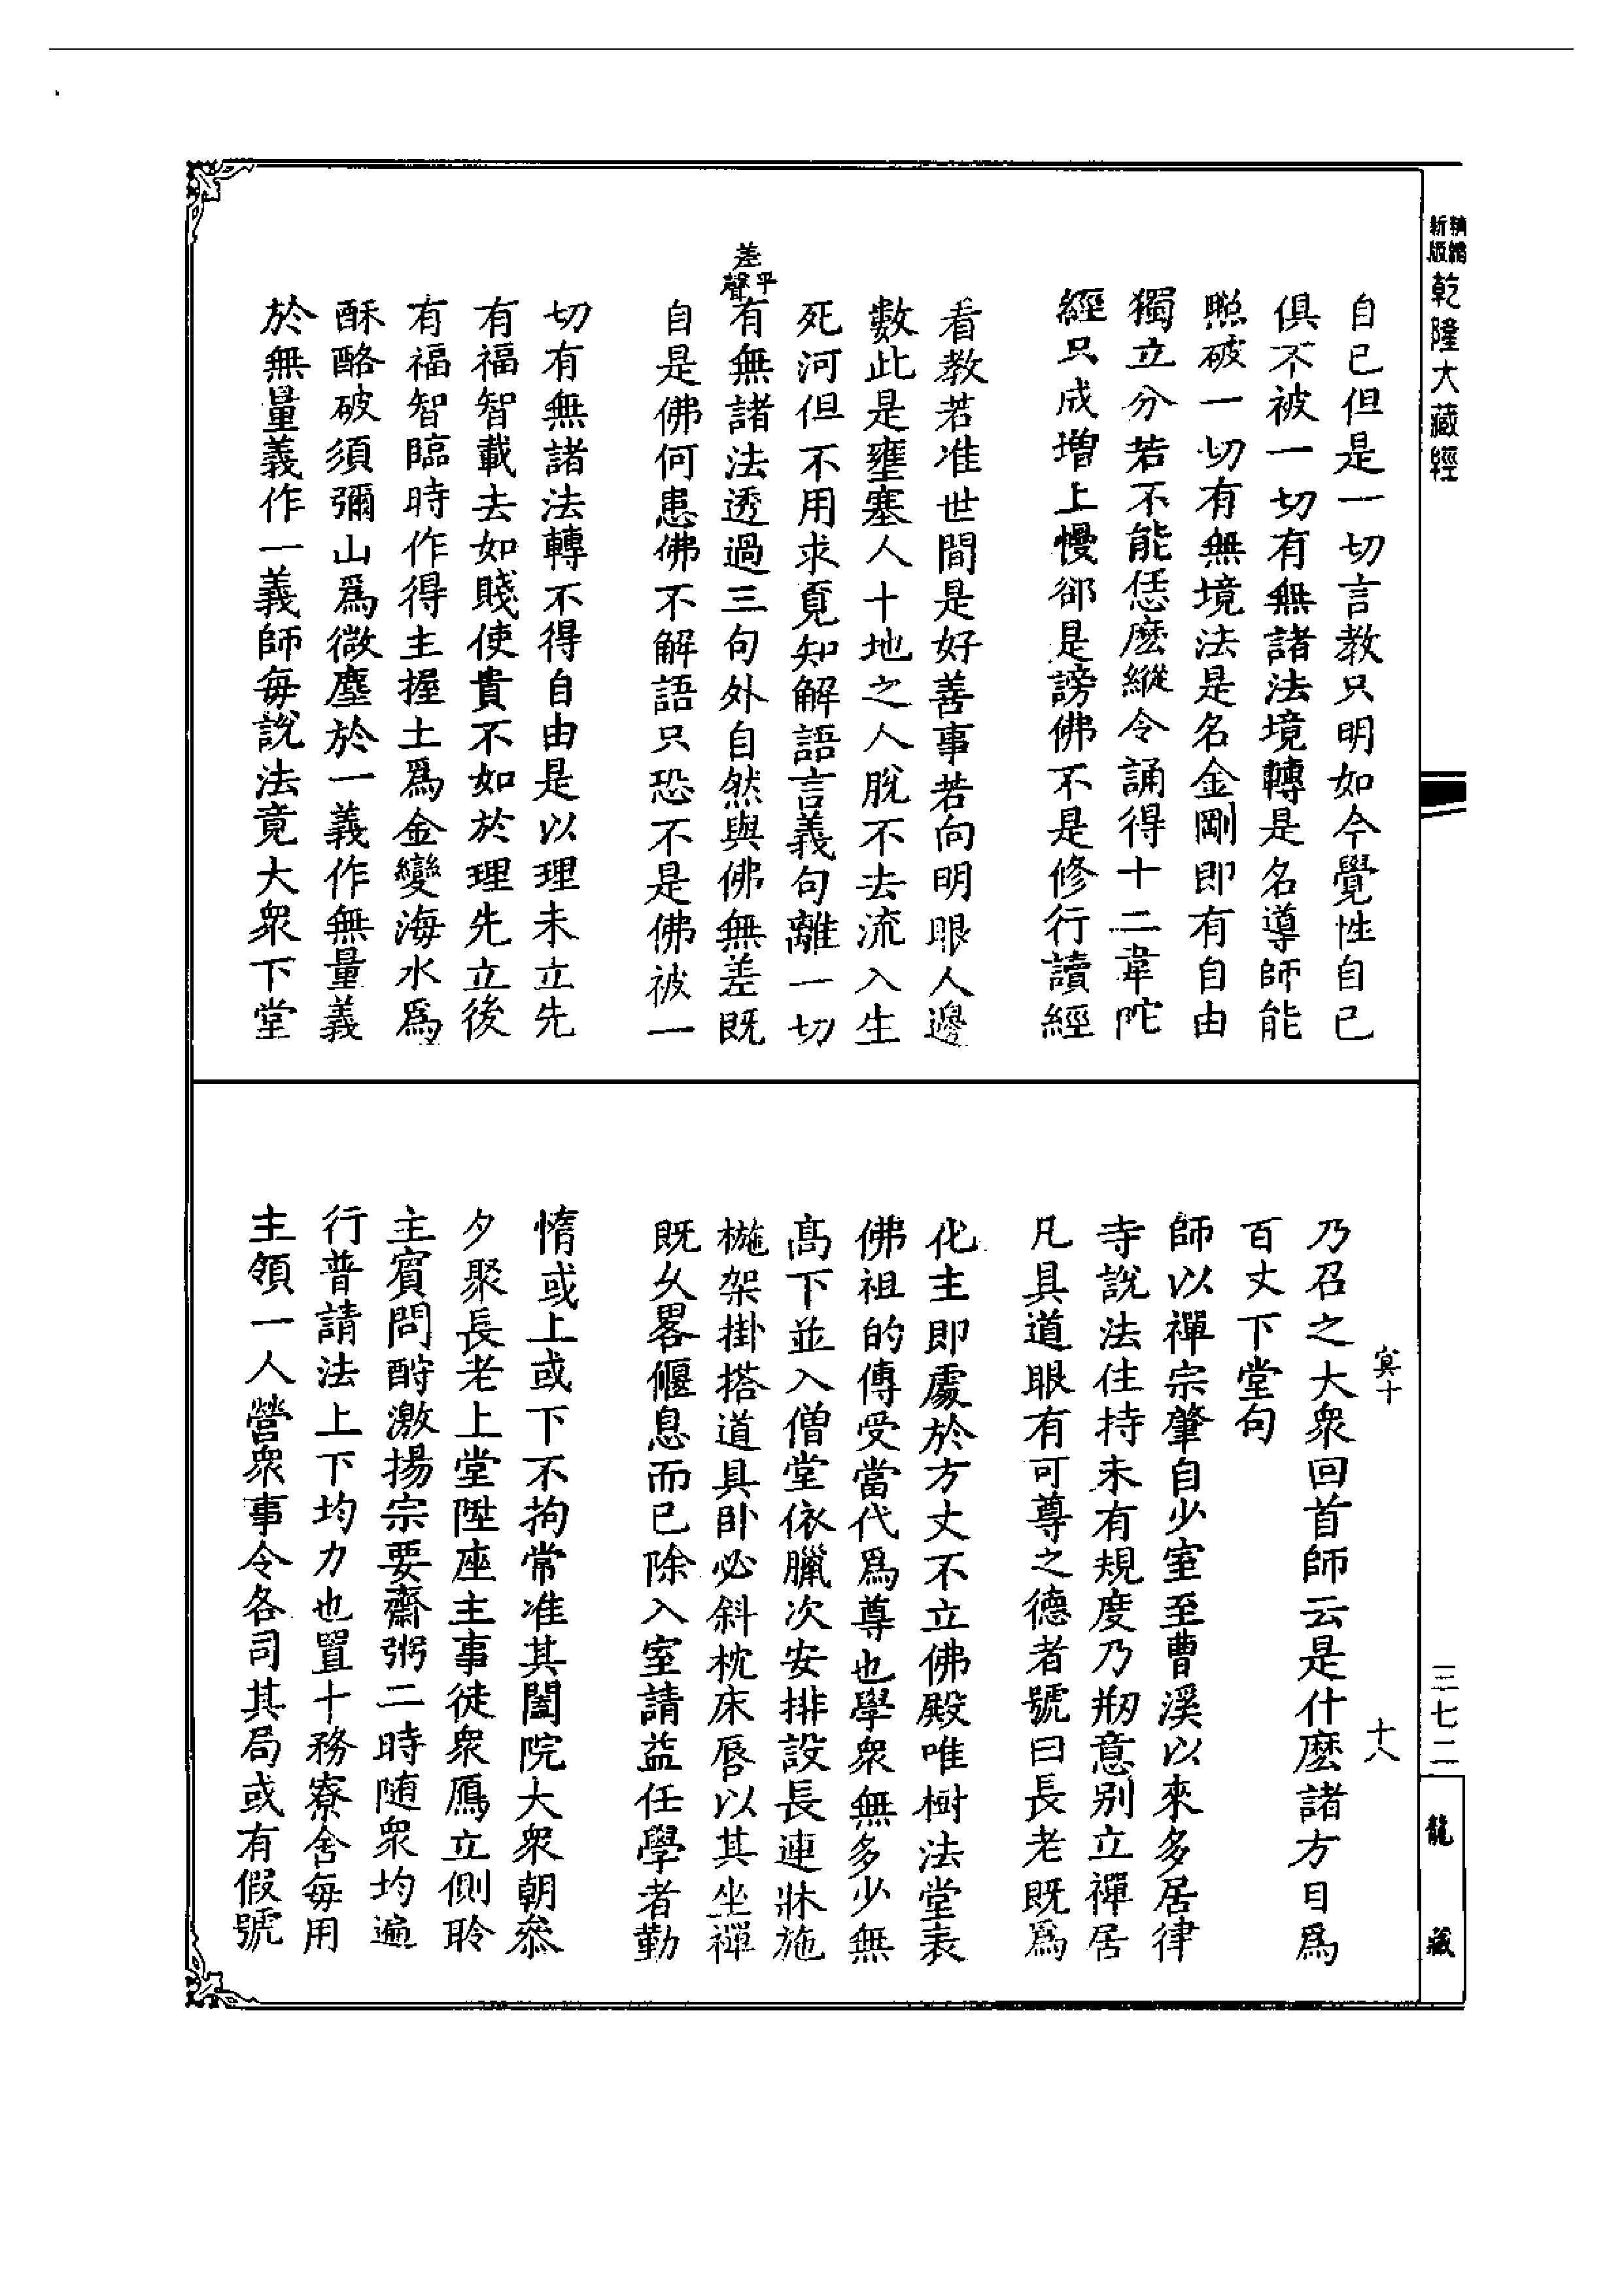 精編
新版
乾隆大藏經
自己但是一切言教只明如今覺性自己
俱不被一切有無諸法境轉是名導師能
照破一切有無境法是名金剛即有自由
獨立分若不能恁麽縱令誦得十二韋陀
經只成增上慢郤是謗佛不是修行讀經
看教若准世間是好善事若向明眼人邊
數此是壅塞人十地之人脫不去流入生
死河但不用求覔知解語言義句離一切
有無諸法透過三句外自然與佛無差既
差平聲
自是佛何患佛不解語只恐不是佛被一
切有無諸法轉不得自由是以理未立先
有福智載去如賤使貴不如於理先立後
有福智臨時作得主握土爲金變海水爲
酥酪破須彌山爲微塵於一義作無量義
於無量義作一義師每說法竟大衆下堂
冥十
十八
乃召之大衆回首師云是什麽諸方目爲
百丈下堂句
師以禪宗肇自少室至曹溪以來多居律
寺說法住持未有規度乃剏意别立禪居
凡具道眼有可尊之德者號曰長老既爲
化主即處於方丈不立佛殿唯樹法堂表
佛祖的傳受當代爲尊也學衆無多少無
髙下並入僧堂依臘次安排設長連牀施
椸架掛搭道具卧必斜枕床唇以其坐禪
既夂畧偃息而已除入室請益任學者勤
惰或上或下不拘常准其闔院大衆朝叅
夕聚長老上堂陞座主事徒衆鴈立側聆
主賓問酧激揚宗要齋粥二時隨衆均遍
行普請法上下均力也置十務寮舍每用
主領一人營衆事令各司其局或有假號
三七二
龍藏